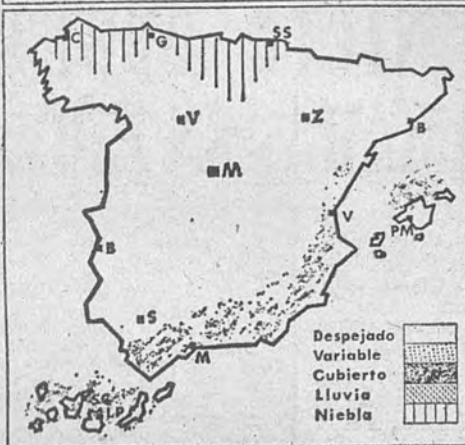 C G SS
V Z
B
M
V
PM
B
S
M
SC
LP
Despejado
Variable
Cubierto
Lluvia
Niebla